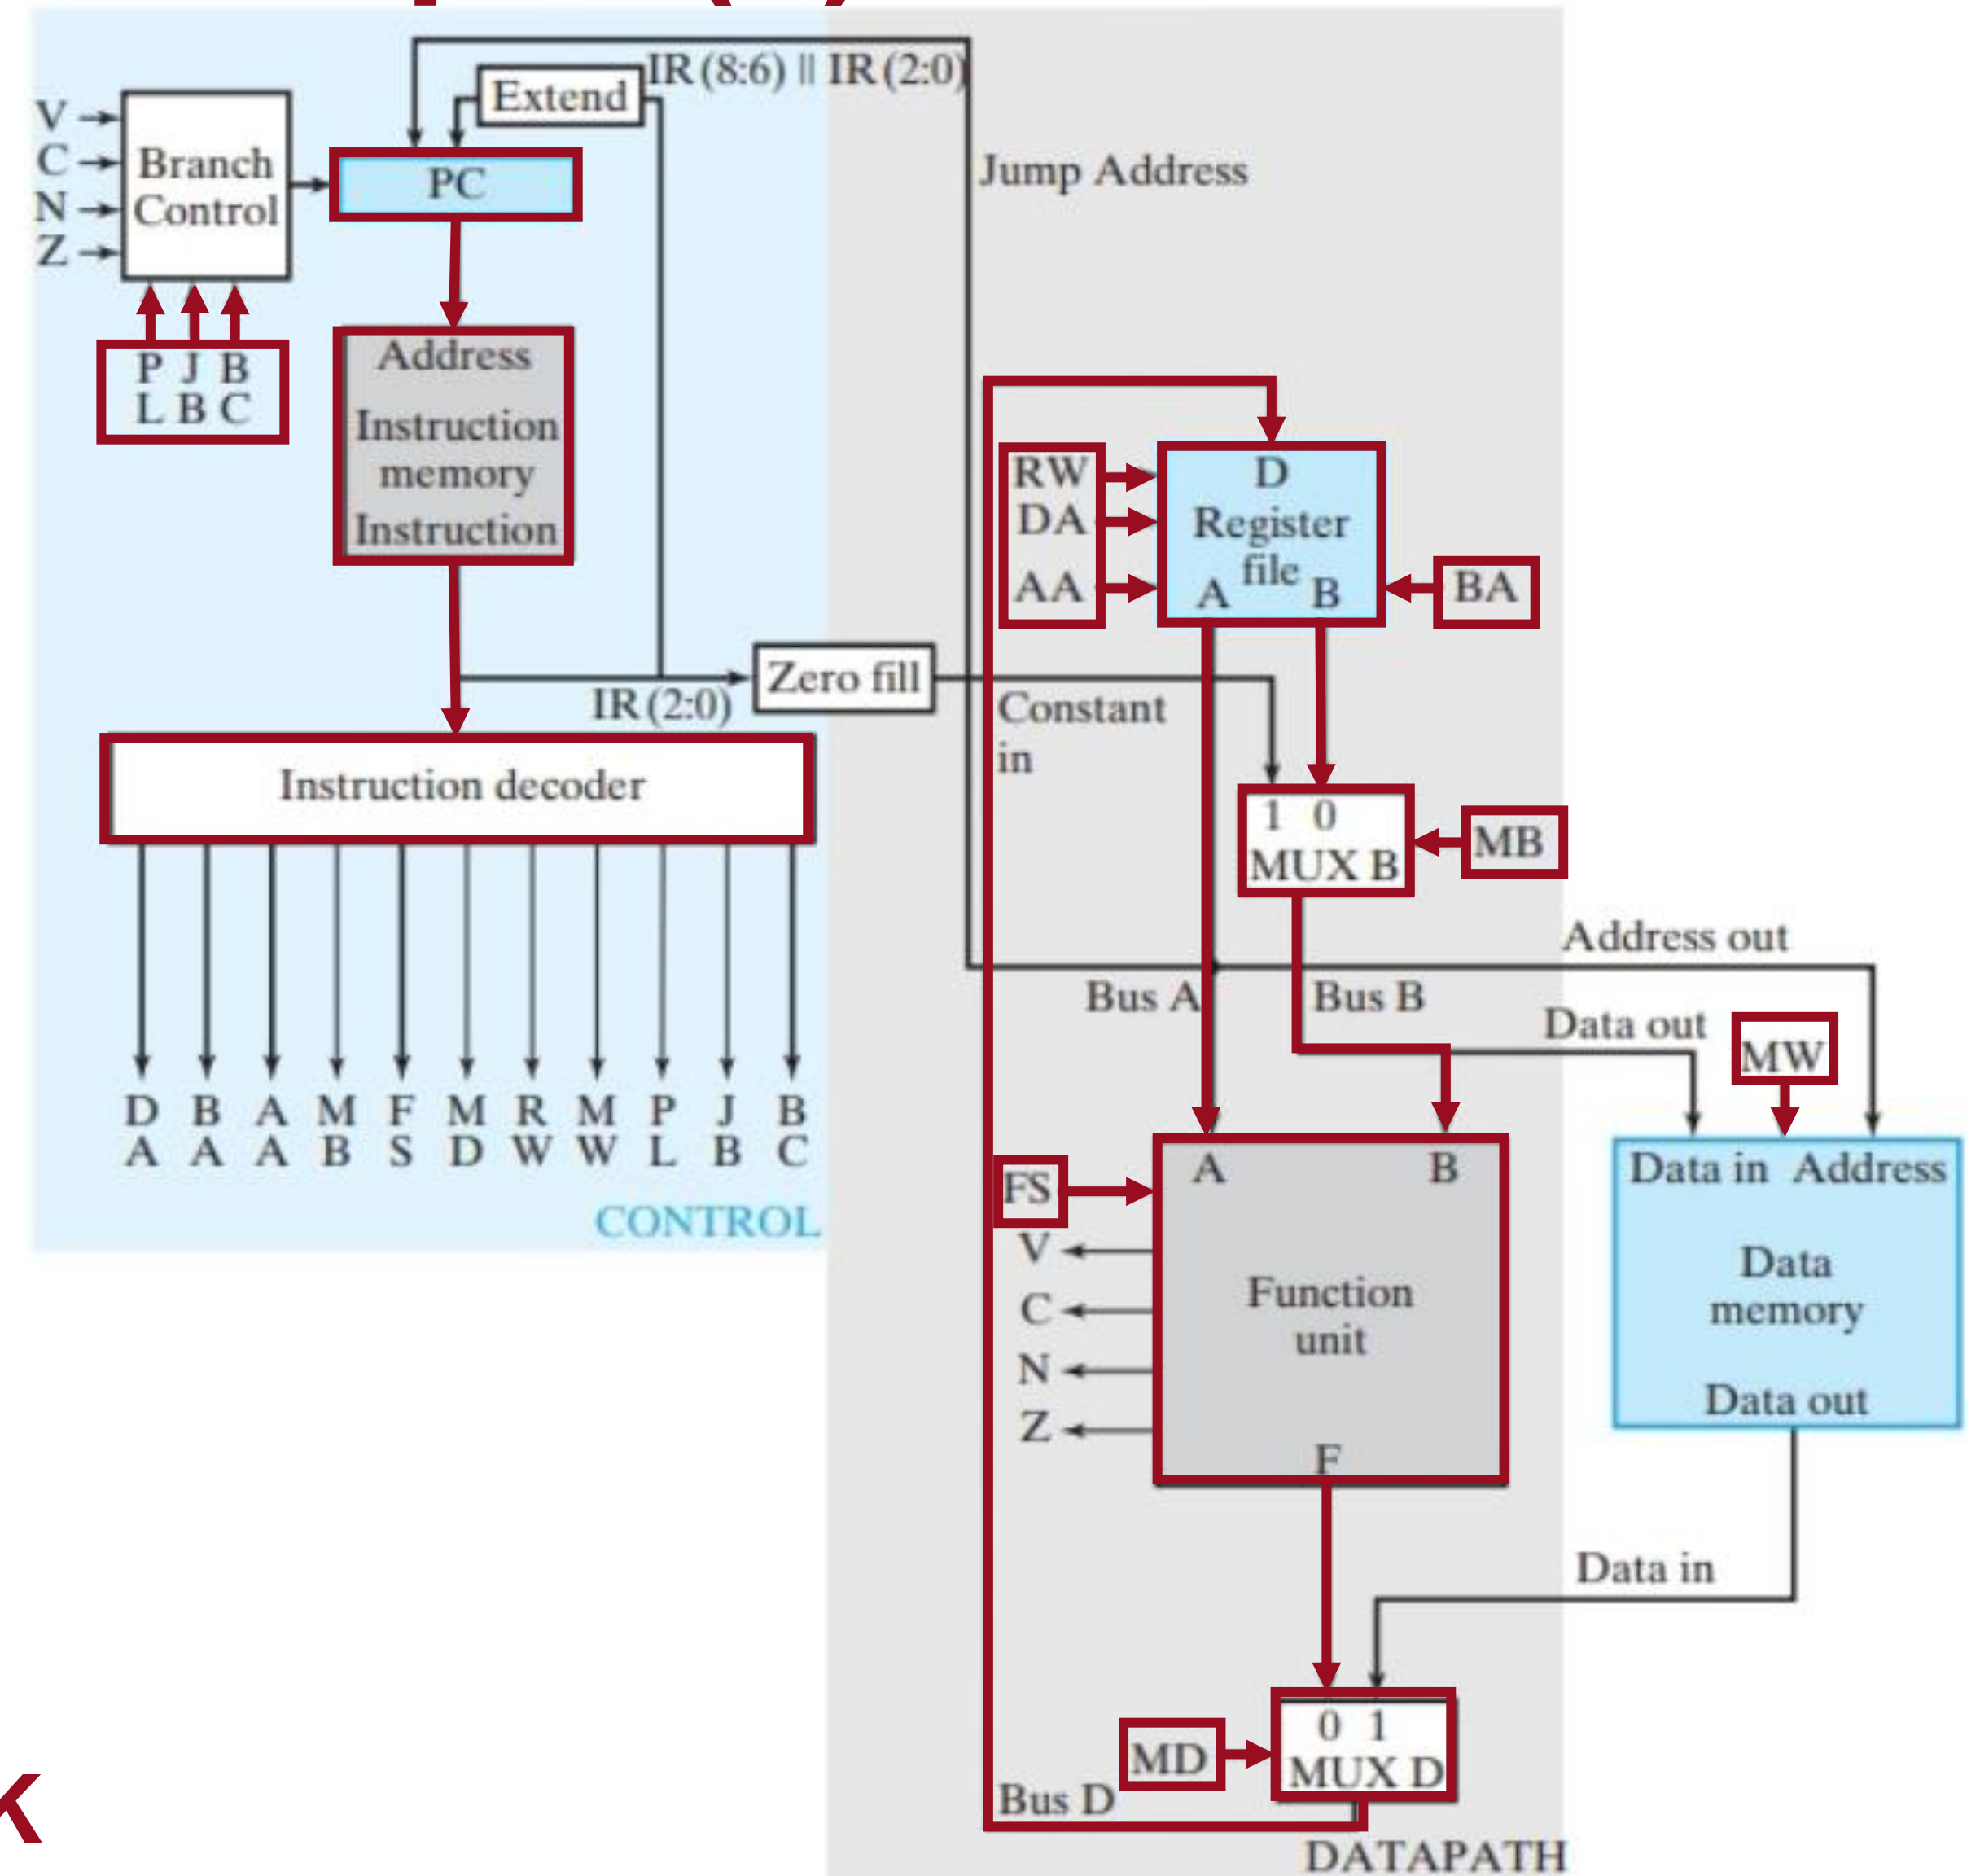 IR (8:6) || IR (2:0)
Extend
V
C
N
Z
Branch
Control
PC
Jump Address
P J B
L B C
Address
Instruction
memory
Instruction
RW
DA
AA
D
Register
file
A B
BA
IR (2:0)
Zero fill
Constant
in
Instruction decoder
1 0
MUX B
MB
Address out
Bus A
Bus B
Data out
MW
D B A M F M R M P J B
A A A B S D W W L B C
CONTROL
FS
A B
V
C
N
Z
Function
unit
F
Data in Address
Data
memory
Data out
Data in
0 1
MUX D
MD
Bus D
DATAPATH